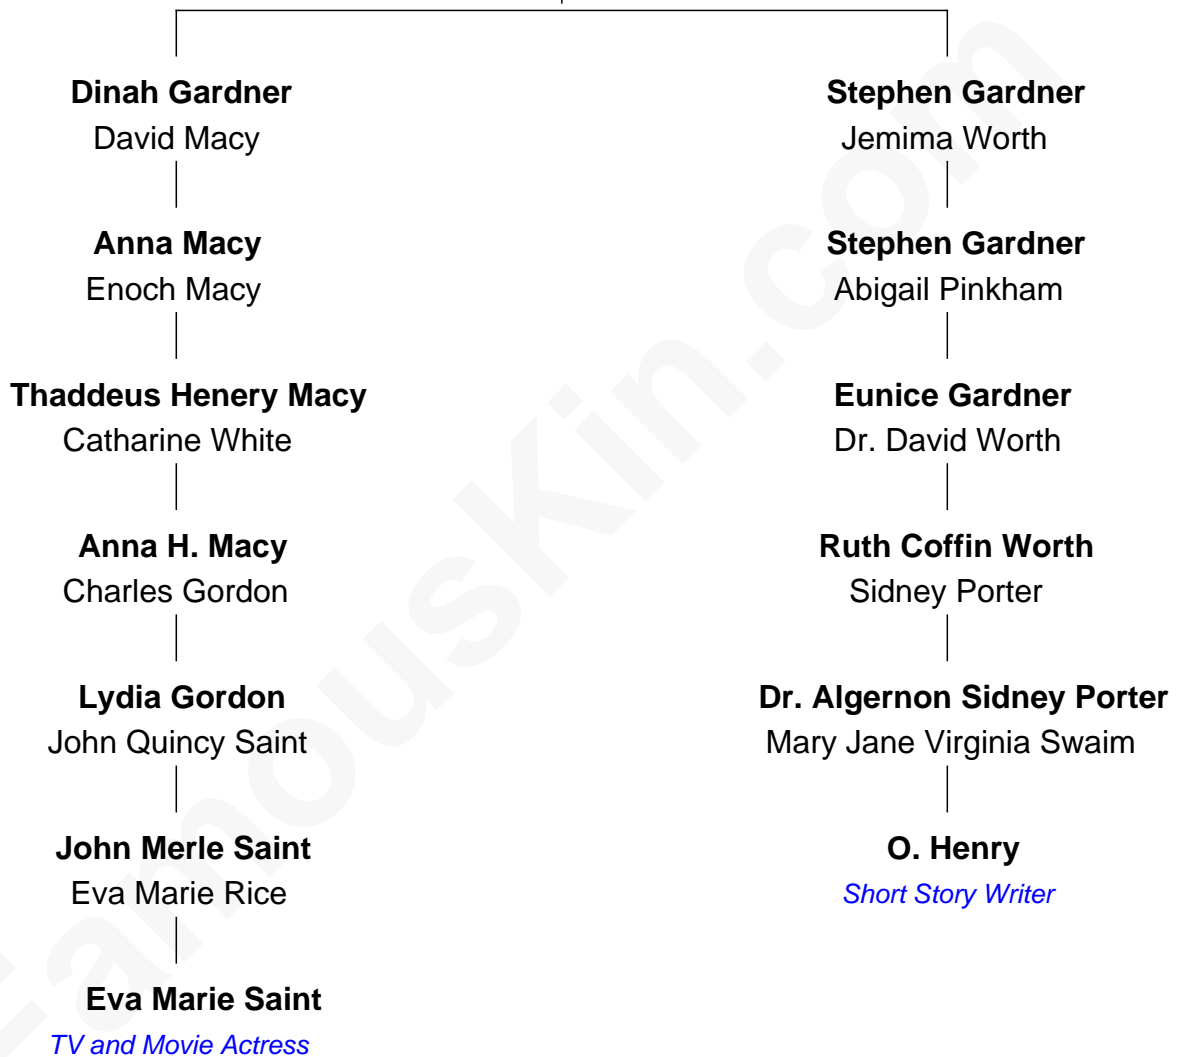 Dinah Gardner
David Macy
Anna Macy
Enoch Macy
Thaddeus Henery Macy
Catharine White
Anna H. Macy
Charles Gordon
Lydia Gordon
John Quincy Saint
John Merle Saint
Eva Marie Rice
Eva Marie Saint
TV and Movie Actress
Stephen Gardner
Jemima Worth
Stephen Gardner
Abigail Pinkham
Eunice Gardner
Dr. David Worth
Ruth Coffin Worth
Sidney Porter
Dr. Algernon Sidney Porter
Mary Jane Virginia Swaim
O. Henry
Short Story Writer
FamousKin.com